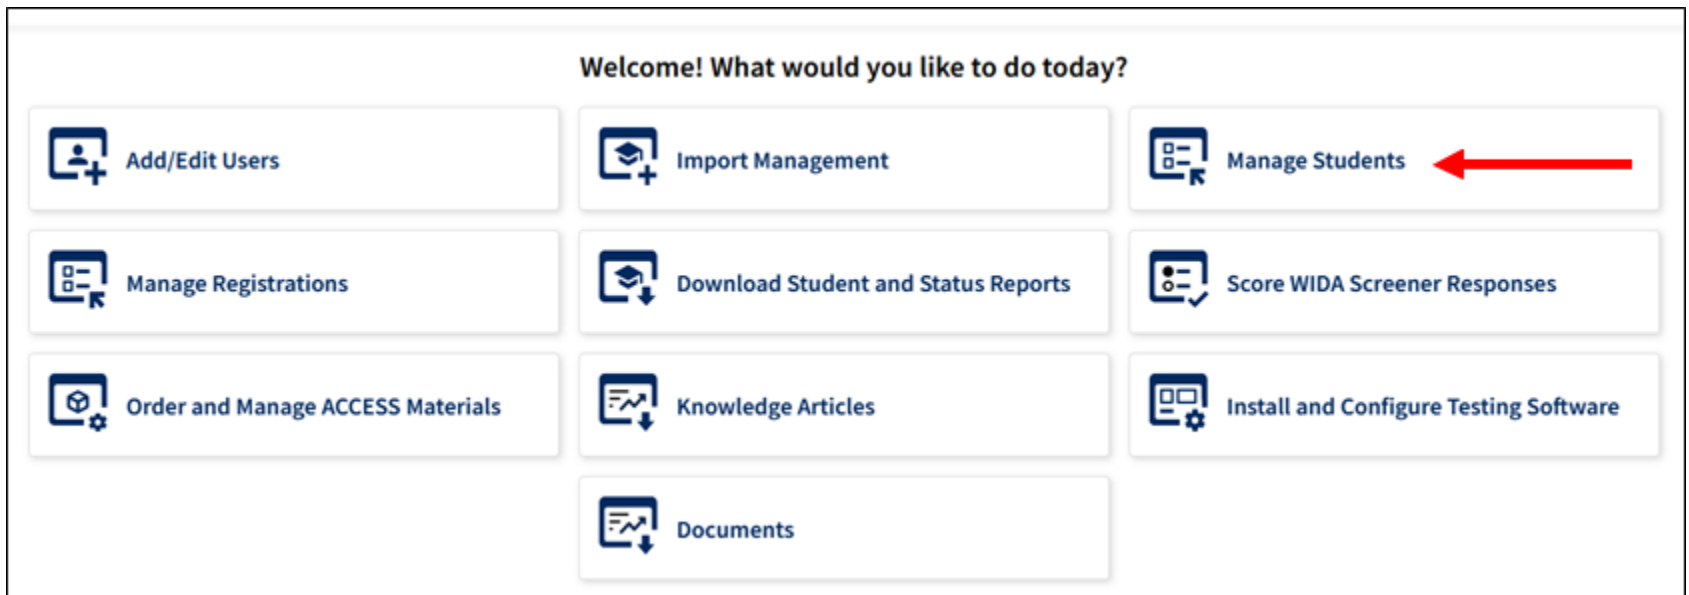 Welcome! What would you like to do today?
Add/Edit Users
Import Management
Manage Students
Manage Registrations
Download Student and Status Reports
Score WIDA Screener Responses
Order and Manage ACCESS Materials
Knowledge Articles
Install and Configure Testing Software
Documents